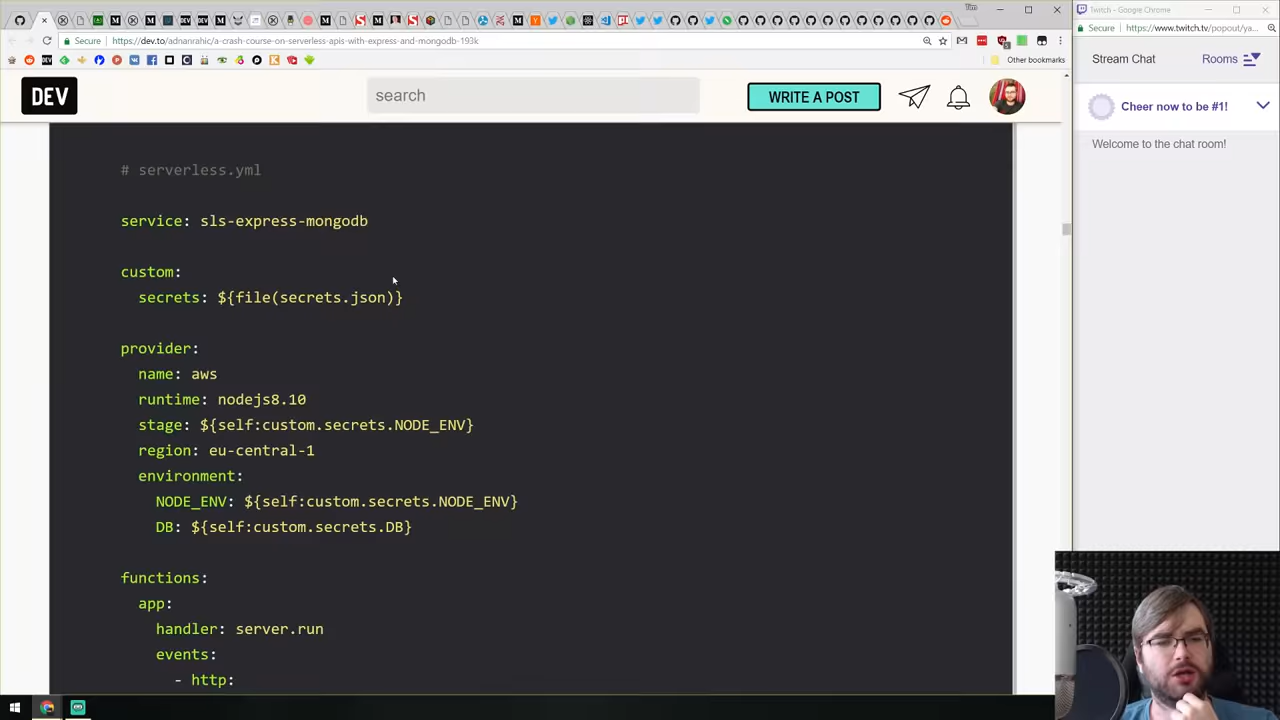 Tim
Twitch - Google Chrome
Secure
https://dev.to/adnanrahic/a-crash-course-on-serverless-apis-with-express-and-mongodb-193k
Secure
https://www.twitch.tv/popout/ya...
Other bookmarks
Stream Chat
Rooms
DEV
search
WRITE A POST
Cheer now to be #1!
Welcome to the chat room!
# serverless.yml
service: sls-express-mongodb
custom:
secrets: ${file(secrets.json)}
provider:
name: aws
runtime: nodejs8.10
stage: ${self:custom.secrets.NODE_ENV}
region: eu-central-1
environment:
NODE_ENV: ${self:custom.secrets.NODE_ENV}
DB: ${self:custom.secrets.DB}
functions:
app:
handler: server.run
events:
- http: